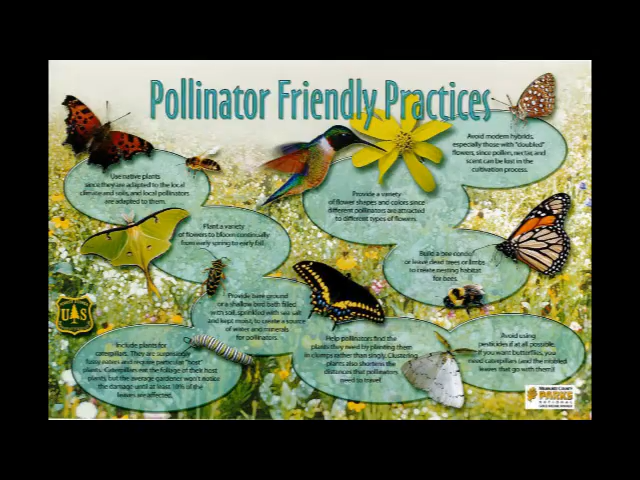 Pollinator Friendly Practices
Avoid modern hybrids,
especially those with "doubled"
flowers, since pollen, nectar, and
scent can be lost in the
cultivation process.
Use native plants
since they are adapted to the local
climate and soils, and local pollinators
are adapted to them.
Provide a variety
of flower shapes and colors since
different pollinators are attracted
to different types of flowers.
Plant a variety
of flowers to bloom continually
from early spring to early fall.
Build a bee condo
or leave dead trees or limbs
to create nesting habitat
for bees.
Provide bare ground
or a shallow bird bath filled
with soil, sprinkled with sea salt
and kept moist, to create a source
of water and minerals
for pollinators.
Include plants for
caterpillars. They are surprisingly
fussy eaters and require particular "host"
plants. Caterpillars eat the foliage of their host
plants, but the average gardener won't notice
the damage until at least 10% of the
leaves are affected.
Help pollinators find the
plants they need by planting them
in clumps rather than singly. Clustering
plants also shortens the
distances that pollinators
need to travel.
Avoid using
pesticides if at all possible.
If you want butterflies, you
need caterpillars (and the nibbled
leaves that go with them)!
US
PARKS